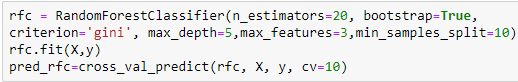 rfc = RandomForestClassifier(n_estimators=20, bootstrap=True,
criterion='gini', max_depth=5,max_features=3,min_samples_split=10)
rfc.fit(X,y)
pred_rfc=cross_val_predict(rfc, X, y, cv=10)